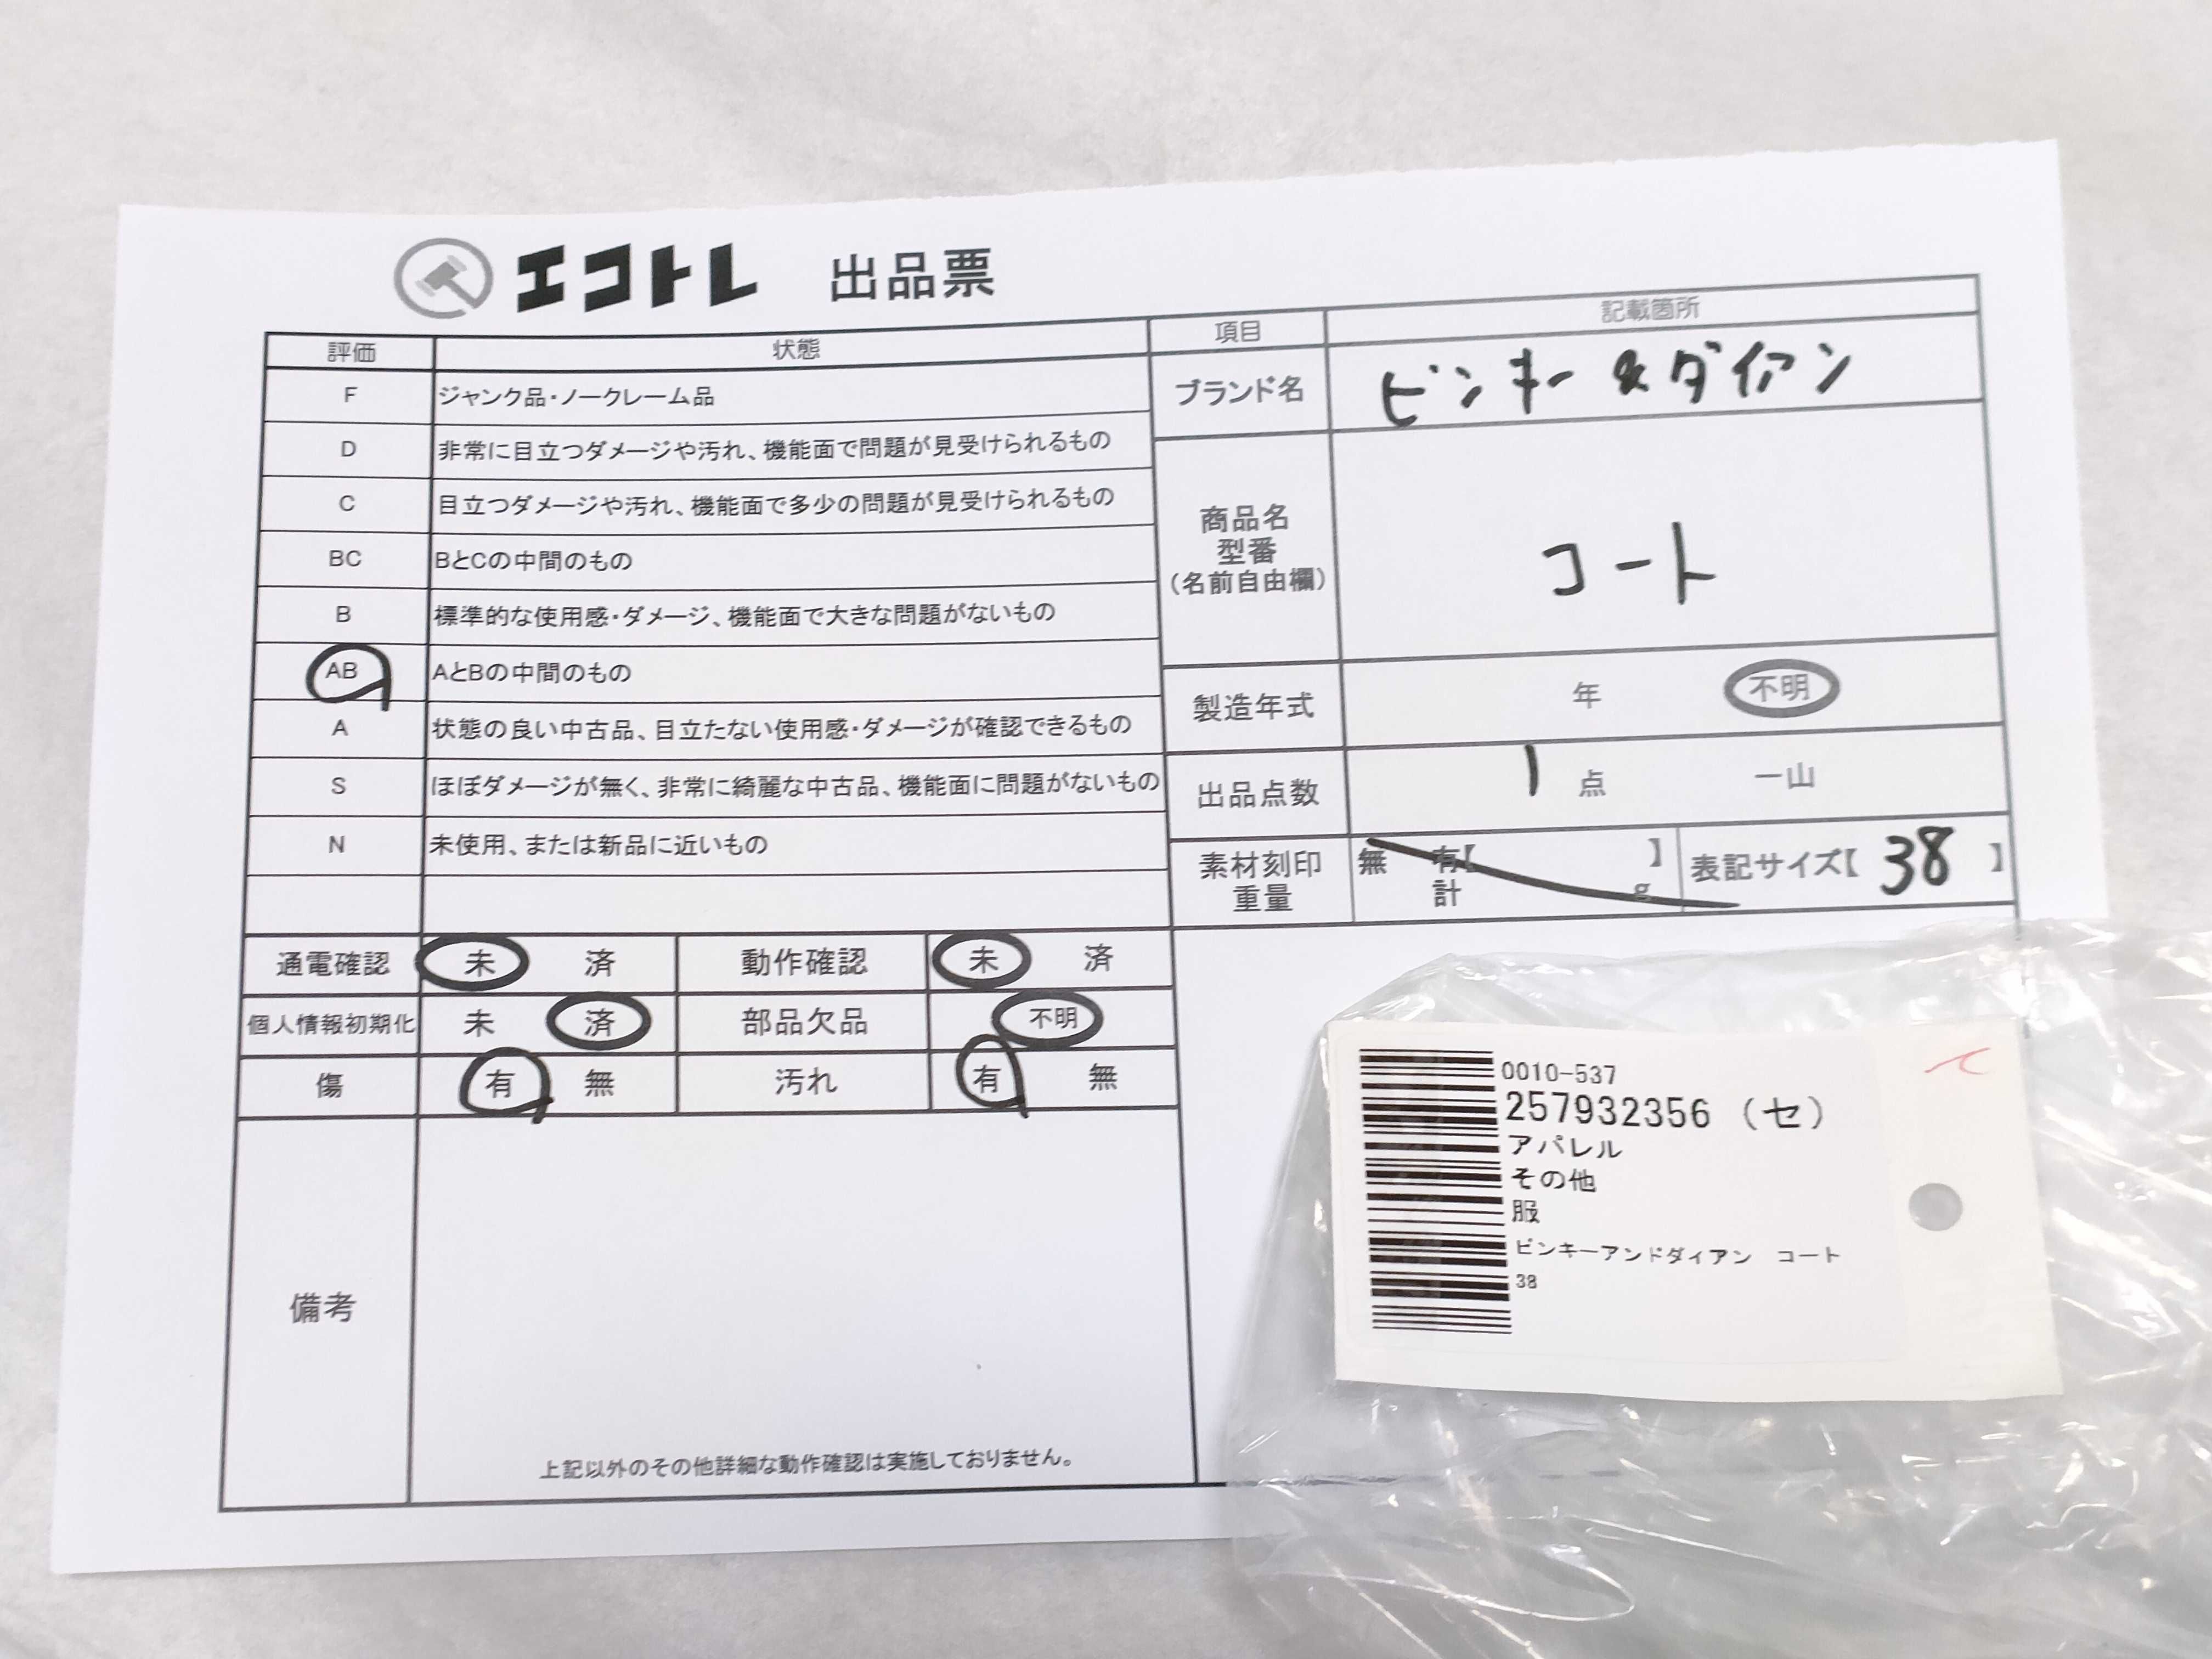 エコトレ 出品票
評価 状態
F ジャンク品・ノークレーム品
D 非常に目立つダメージや汚れ、機能面で問題が見受けられるもの
C 目立つダメージや汚れ、機能面で多少の問題が見受けられるもの
BC BとCの中間のもの
B 標準的な使用感・ダメージ、機能面で大きな問題がないもの
AB AとBの中間のもの
A 状態の良い中古品、目立たない使用感・ダメージが確認できるもの
S ほぼダメージが無く、非常に綺麗な中古品、機能面に問題がないもの
N 未使用、または新品に近いもの
項目 記載箇所
ブランド名 ピンキー&ダイアン
商品名
型番
(名前自由欄)
コート
製造年式 年 不明
出品点数 1 点 一山
素材刻印 無 有【 】
重量 計 g
表記サイズ【 38 】
通電確認 未 済 動作確認 未 済
個人情報初期化 未 済 部品欠品 不明
傷 有 無 汚れ 有 無
備考
上記以外のその他詳細な動作確認は実施しておりません。
0010-537
257932356 (セ)
アパレル
その他
服
ピンキーアンドダイアン コート
38